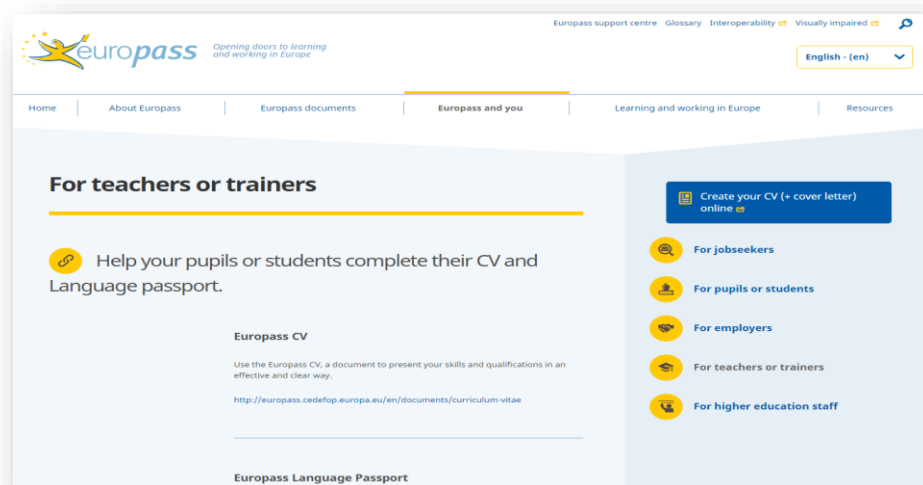 Europass support centre Glossary Interoperability Visually impaired
europass
Opening doors to learning
and working in Europe
English - (en)
Home About Europass Europass documents Europass and you Learning and working in Europe Resources
For teachers or trainers
Help your pupils or students complete their CV and
Language passport.
Europass CV
Use the Europass CV, a document to present your skills and qualifications in an
effective and clear way.
http://europass.cedefop.europa.eu/en/documents/curriculum-vitae
Europass Language Passport
Create your CV (+ cover letter)
online
For jobseekers
For pupils or students
For employers
For teachers or trainers
For higher education staff